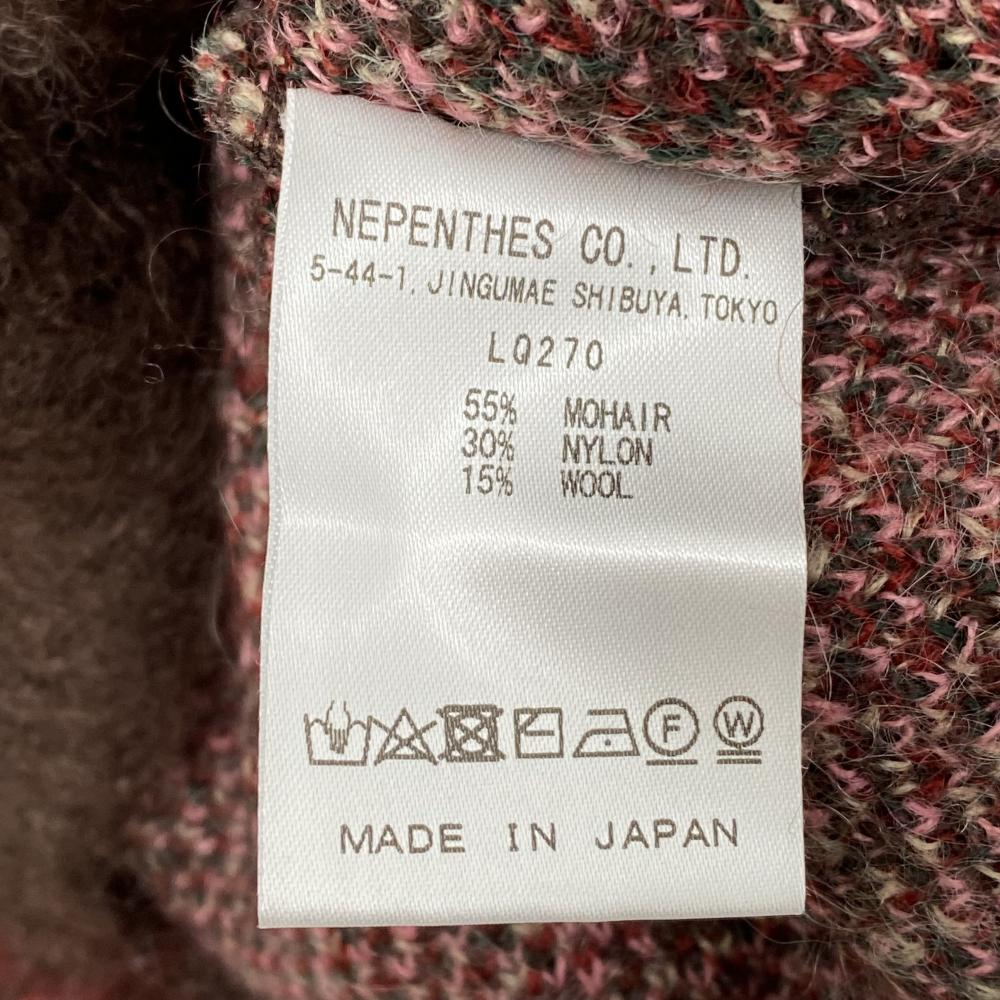 NEPENTHES CO., LTD.
5-44-1, JINGUMAE SHIBUYA, TOKYO
LQ270
55% MOHAIR
30% NYLON
15% WOOL
F W
MADE IN JAPAN